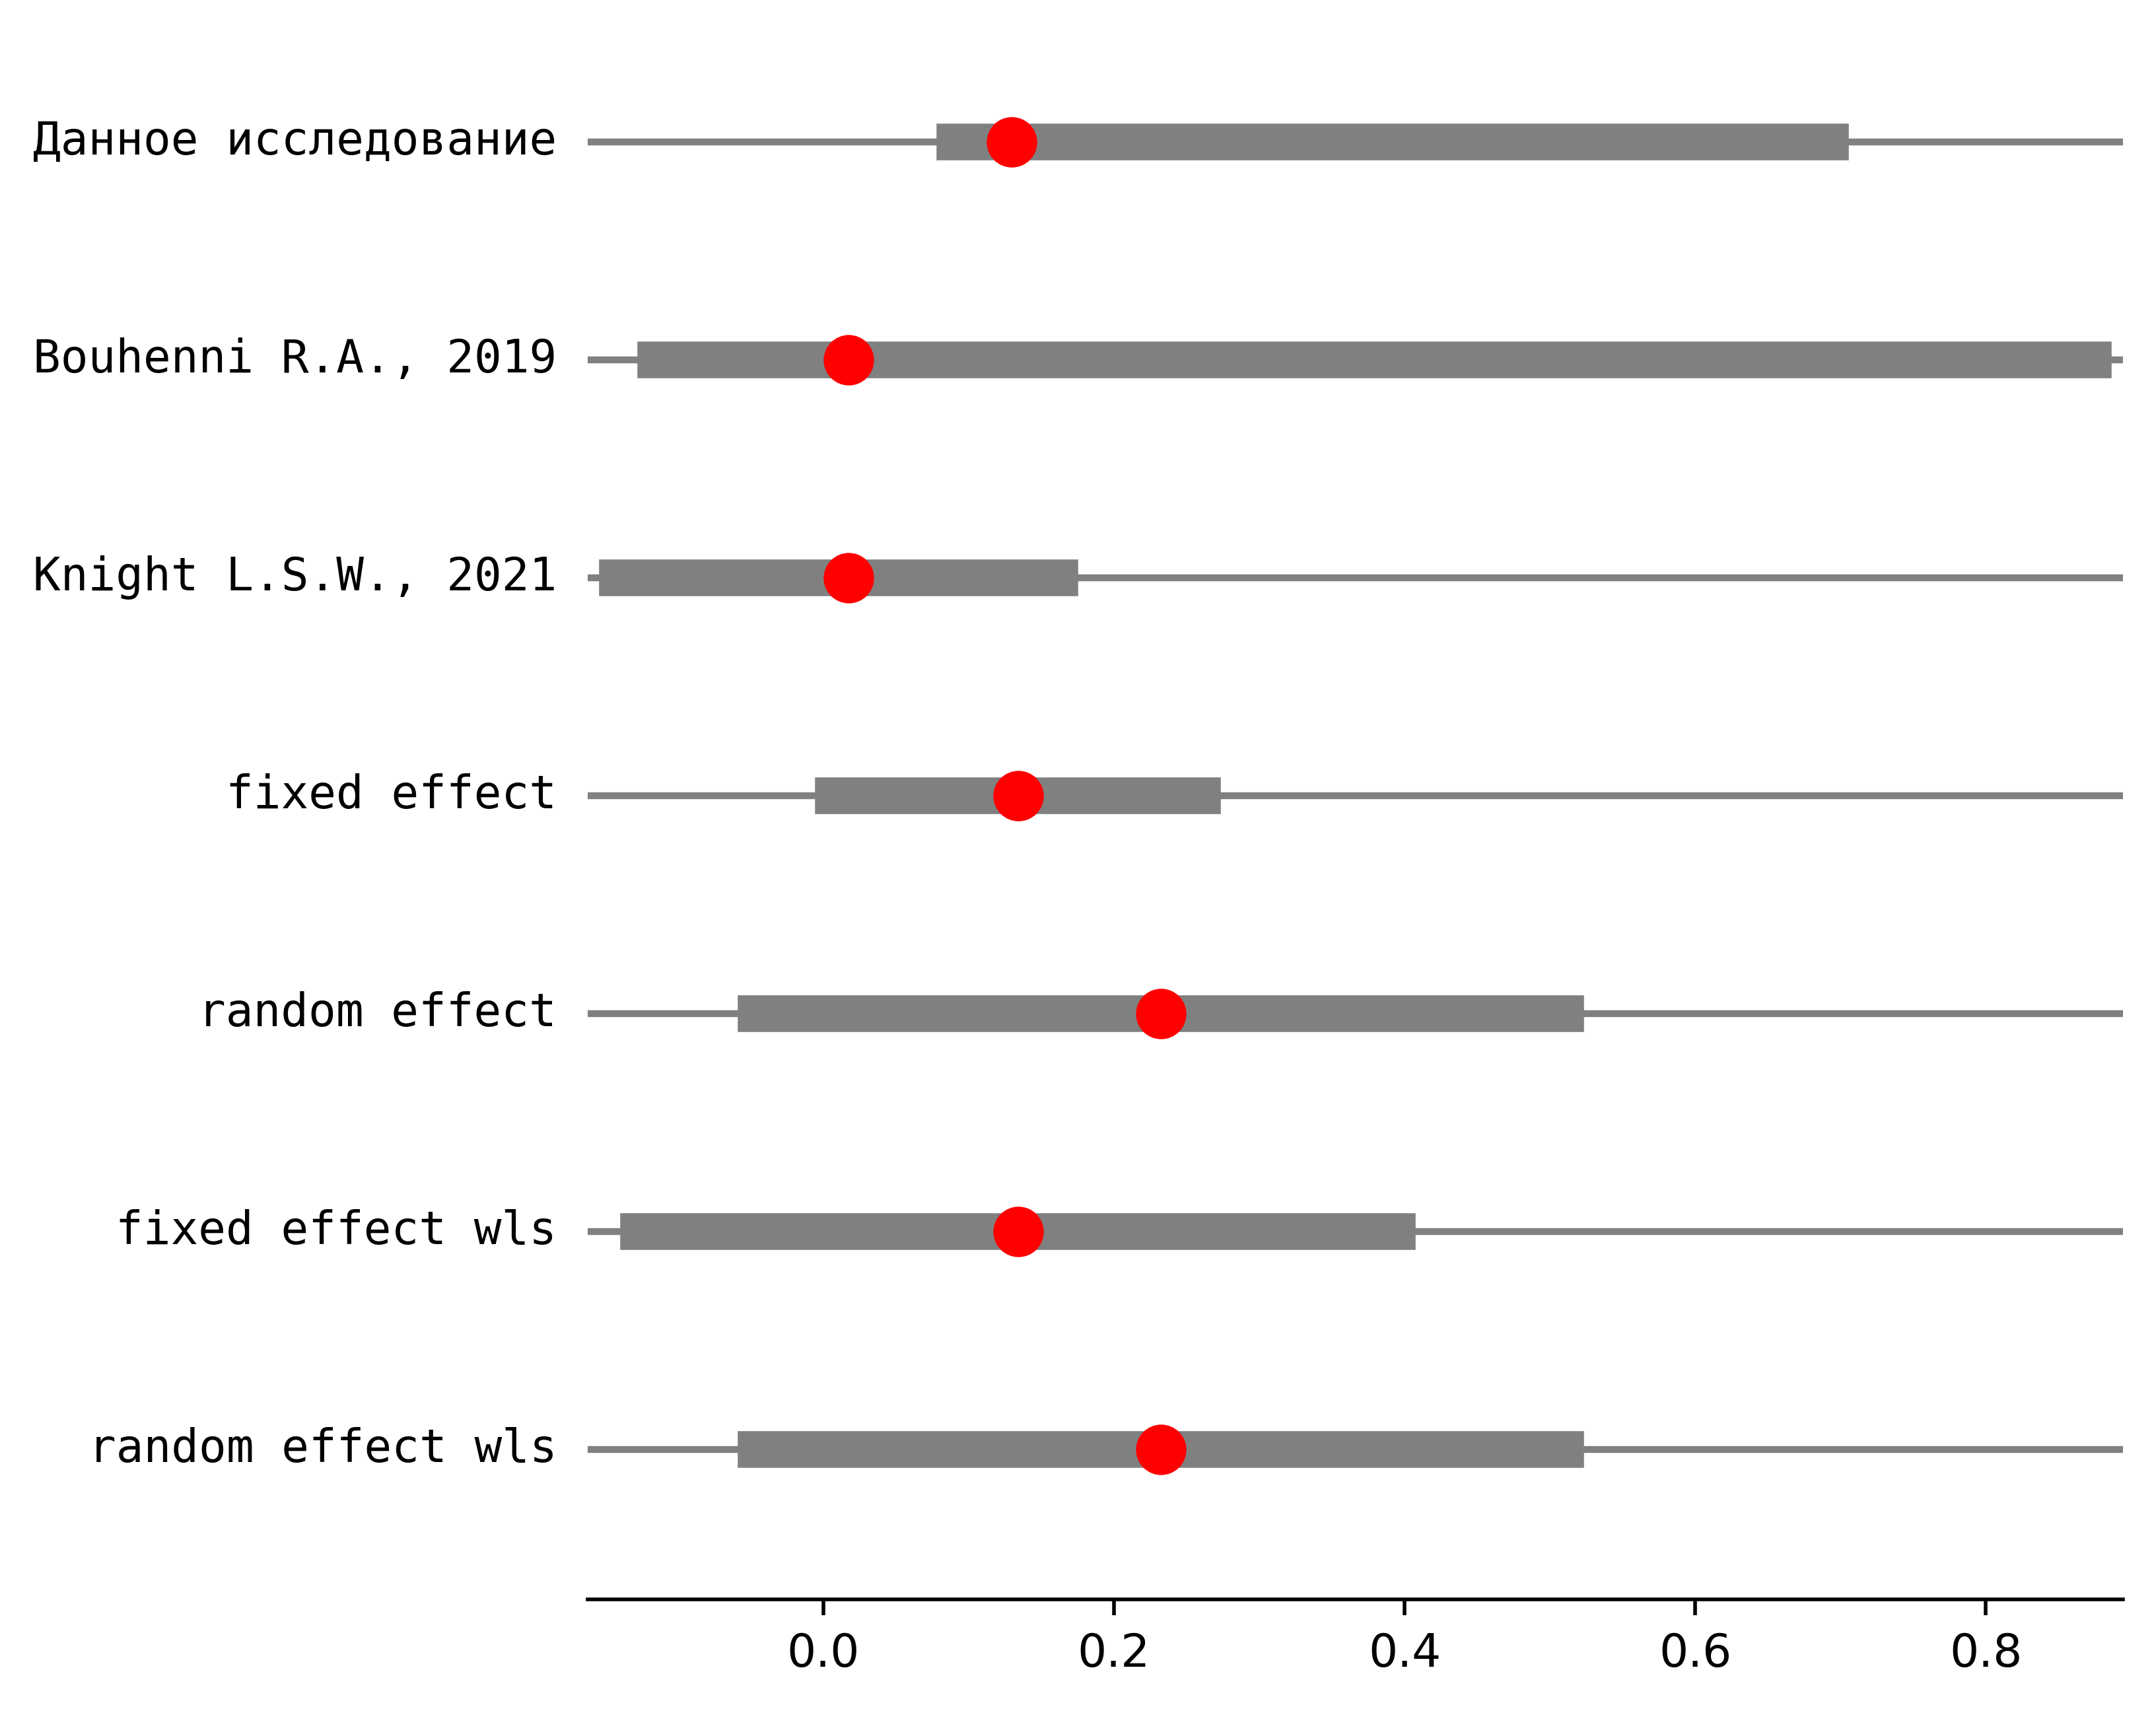 Данное исследование
Bouhenni R.A., 2019
Knight L.S.W., 2021
fixed effect
random effect
fixed effect wls
random effect wls
0.0 0.2 0.4 0.6 0.8